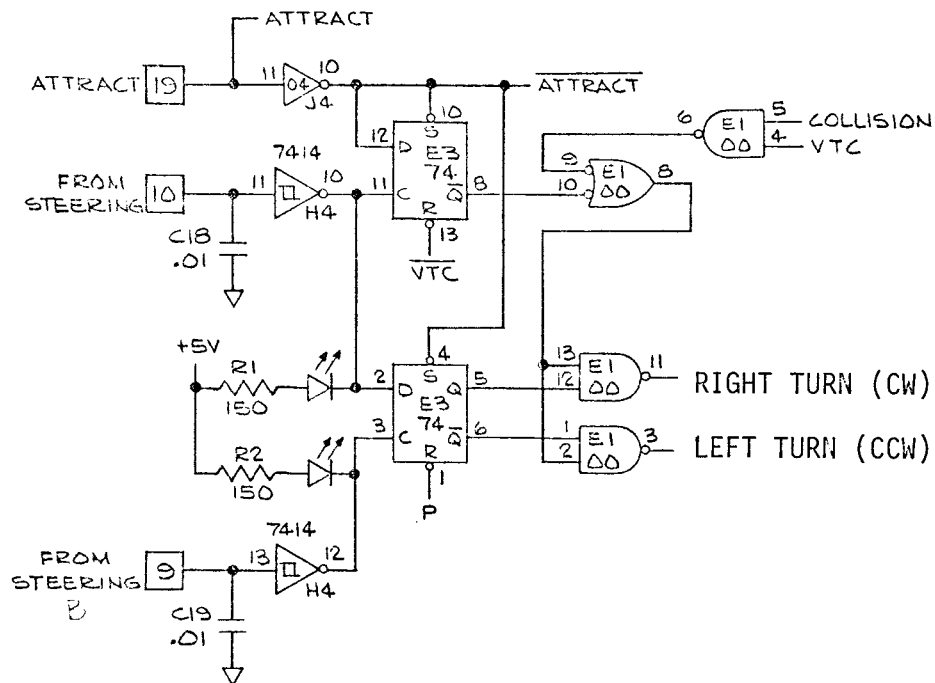 ATTRACT
ATTRACT 19
11 04 10
J4
ATTRACT
10
S
12 D E3
74
11 C Q 8
R
13
VTC
6 E1 5 COLLISION
00 4 VTC
9 E1 8
10 00
FROM
STEERING
10
7414
11 10
H4
C18
.01
+5V
R1
150
R2
150
4
S
2 D Q 5
E3
74
3 C Q 6
R
1
P
13 E1 11
12 00
RIGHT TURN (CW)
1 E1 3
2 00
LEFT TURN (CCW)
7414
13 12
H4
FROM
STEERING
B
9
C19
.01